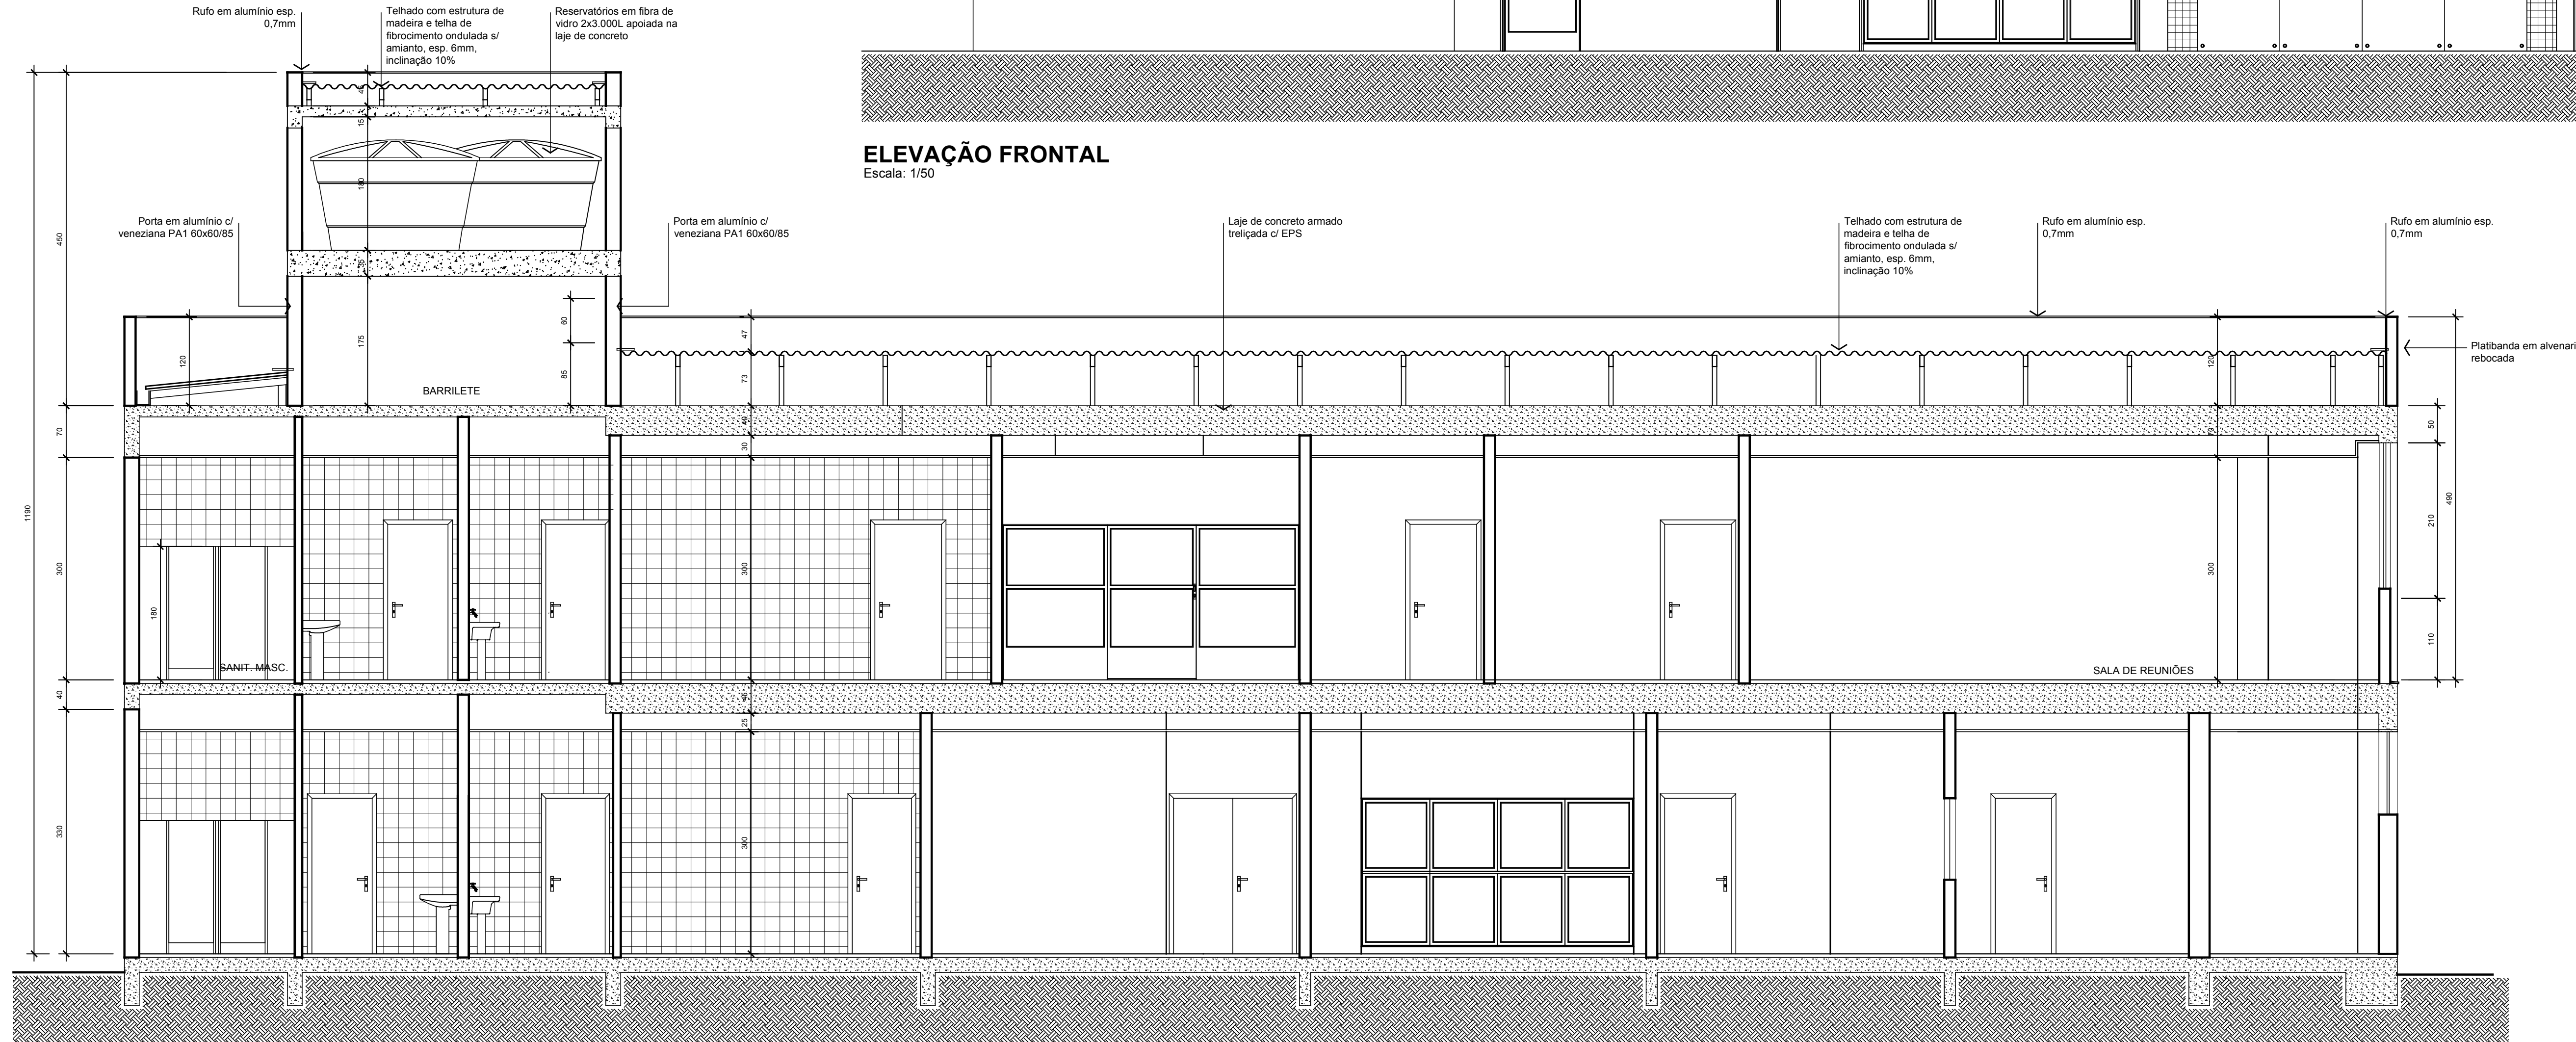 Rufo em alumínio esp.
0,7mm
Telhado com estrutura de
madeira e telha de
fibrocimento ondulada s/
amianto, esp. 6mm,
inclinação 10%
Reservatórios em fibra de
vidro 2x3.000L apoiada na
laje de concreto
ELEVAÇÃO FRONTAL
Escala: 1/50
Porta em alumínio c/
veneziana PA1 60x60/85
Porta em alumínio c/
veneziana PA1 60x60/85
Laje de concreto armado
treliçada c/ EPS
Telhado com estrutura de
madeira e telha de
fibrocimento ondulada s/
amianto, esp. 6mm,
inclinação 10%
Rufo em alumínio esp.
0,7mm
Rufo em alumínio esp.
0,7mm
Platibanda em alvenari
rebocada
BARRILETE
SANIT. MASC.
SALA DE REUNIÕES
1190
450
70
300
40
330
120
180
15
180
175
60
85
47
73
40
30
300
25
300
120
70
300
50
210
110
490